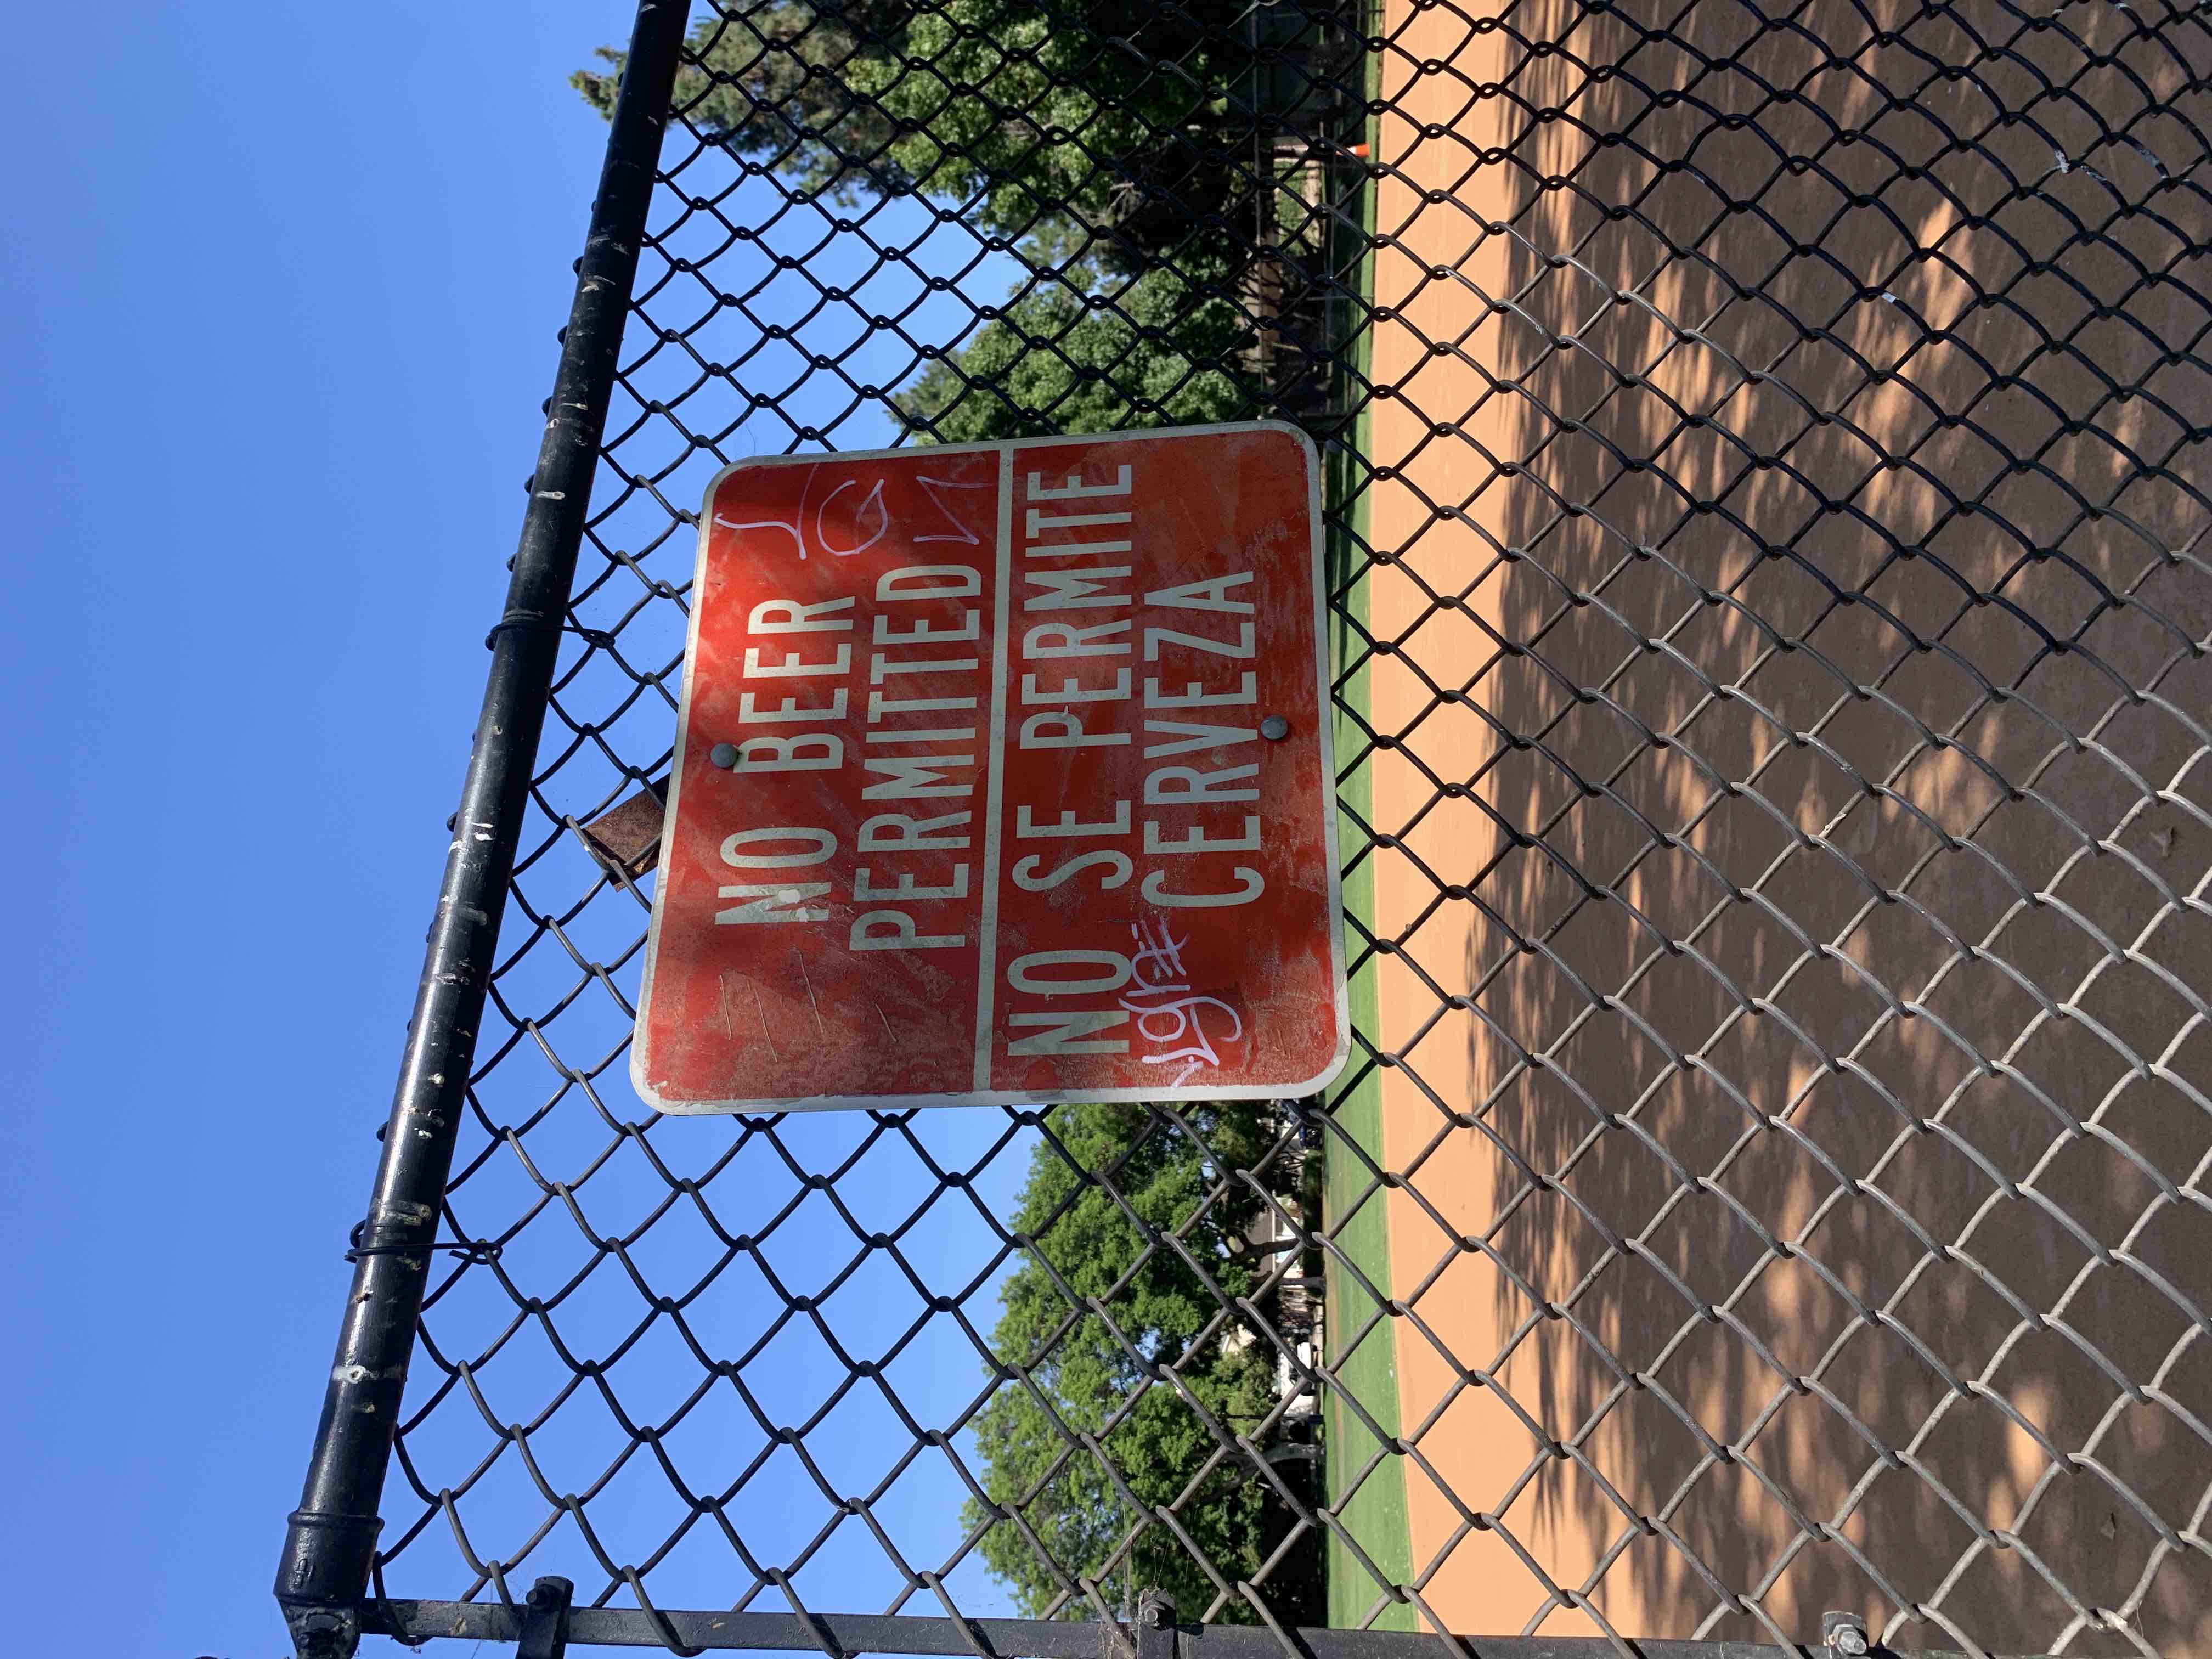 NO BEER
PERMITTED
NO SE PERMITE
CERVEZA